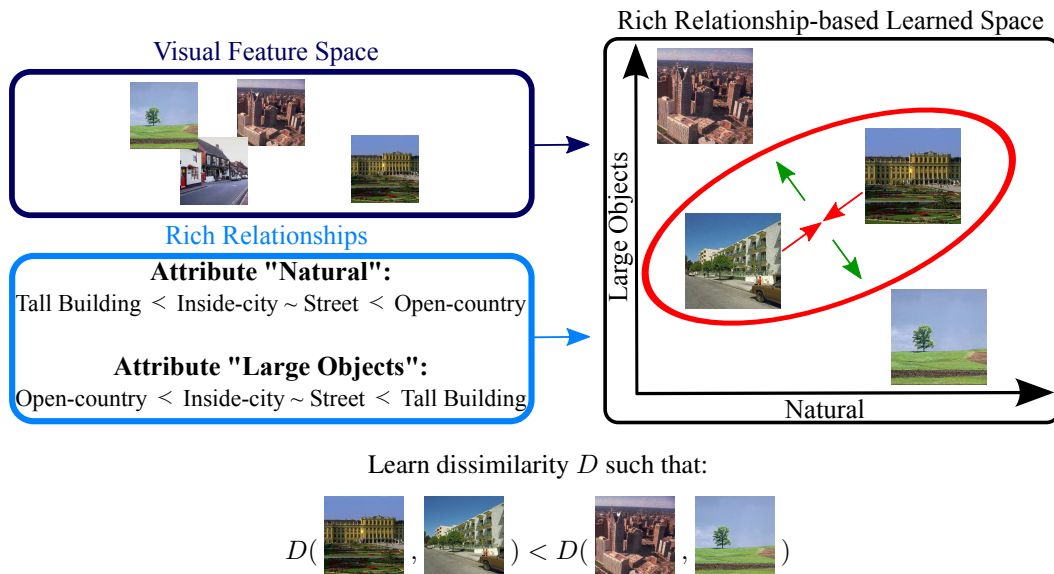 Visual Feature Space
Rich Relationships
Attribute "Natural":
Tall Building < Inside-city ~ Street < Open-country
Attribute "Large Objects":
Open-country < Inside-city ~ Street < Tall Building
Rich Relationship-based Learned Space
Large Objects
Natural
Learn dissimilarity D such that:
D( , ) < D( , )